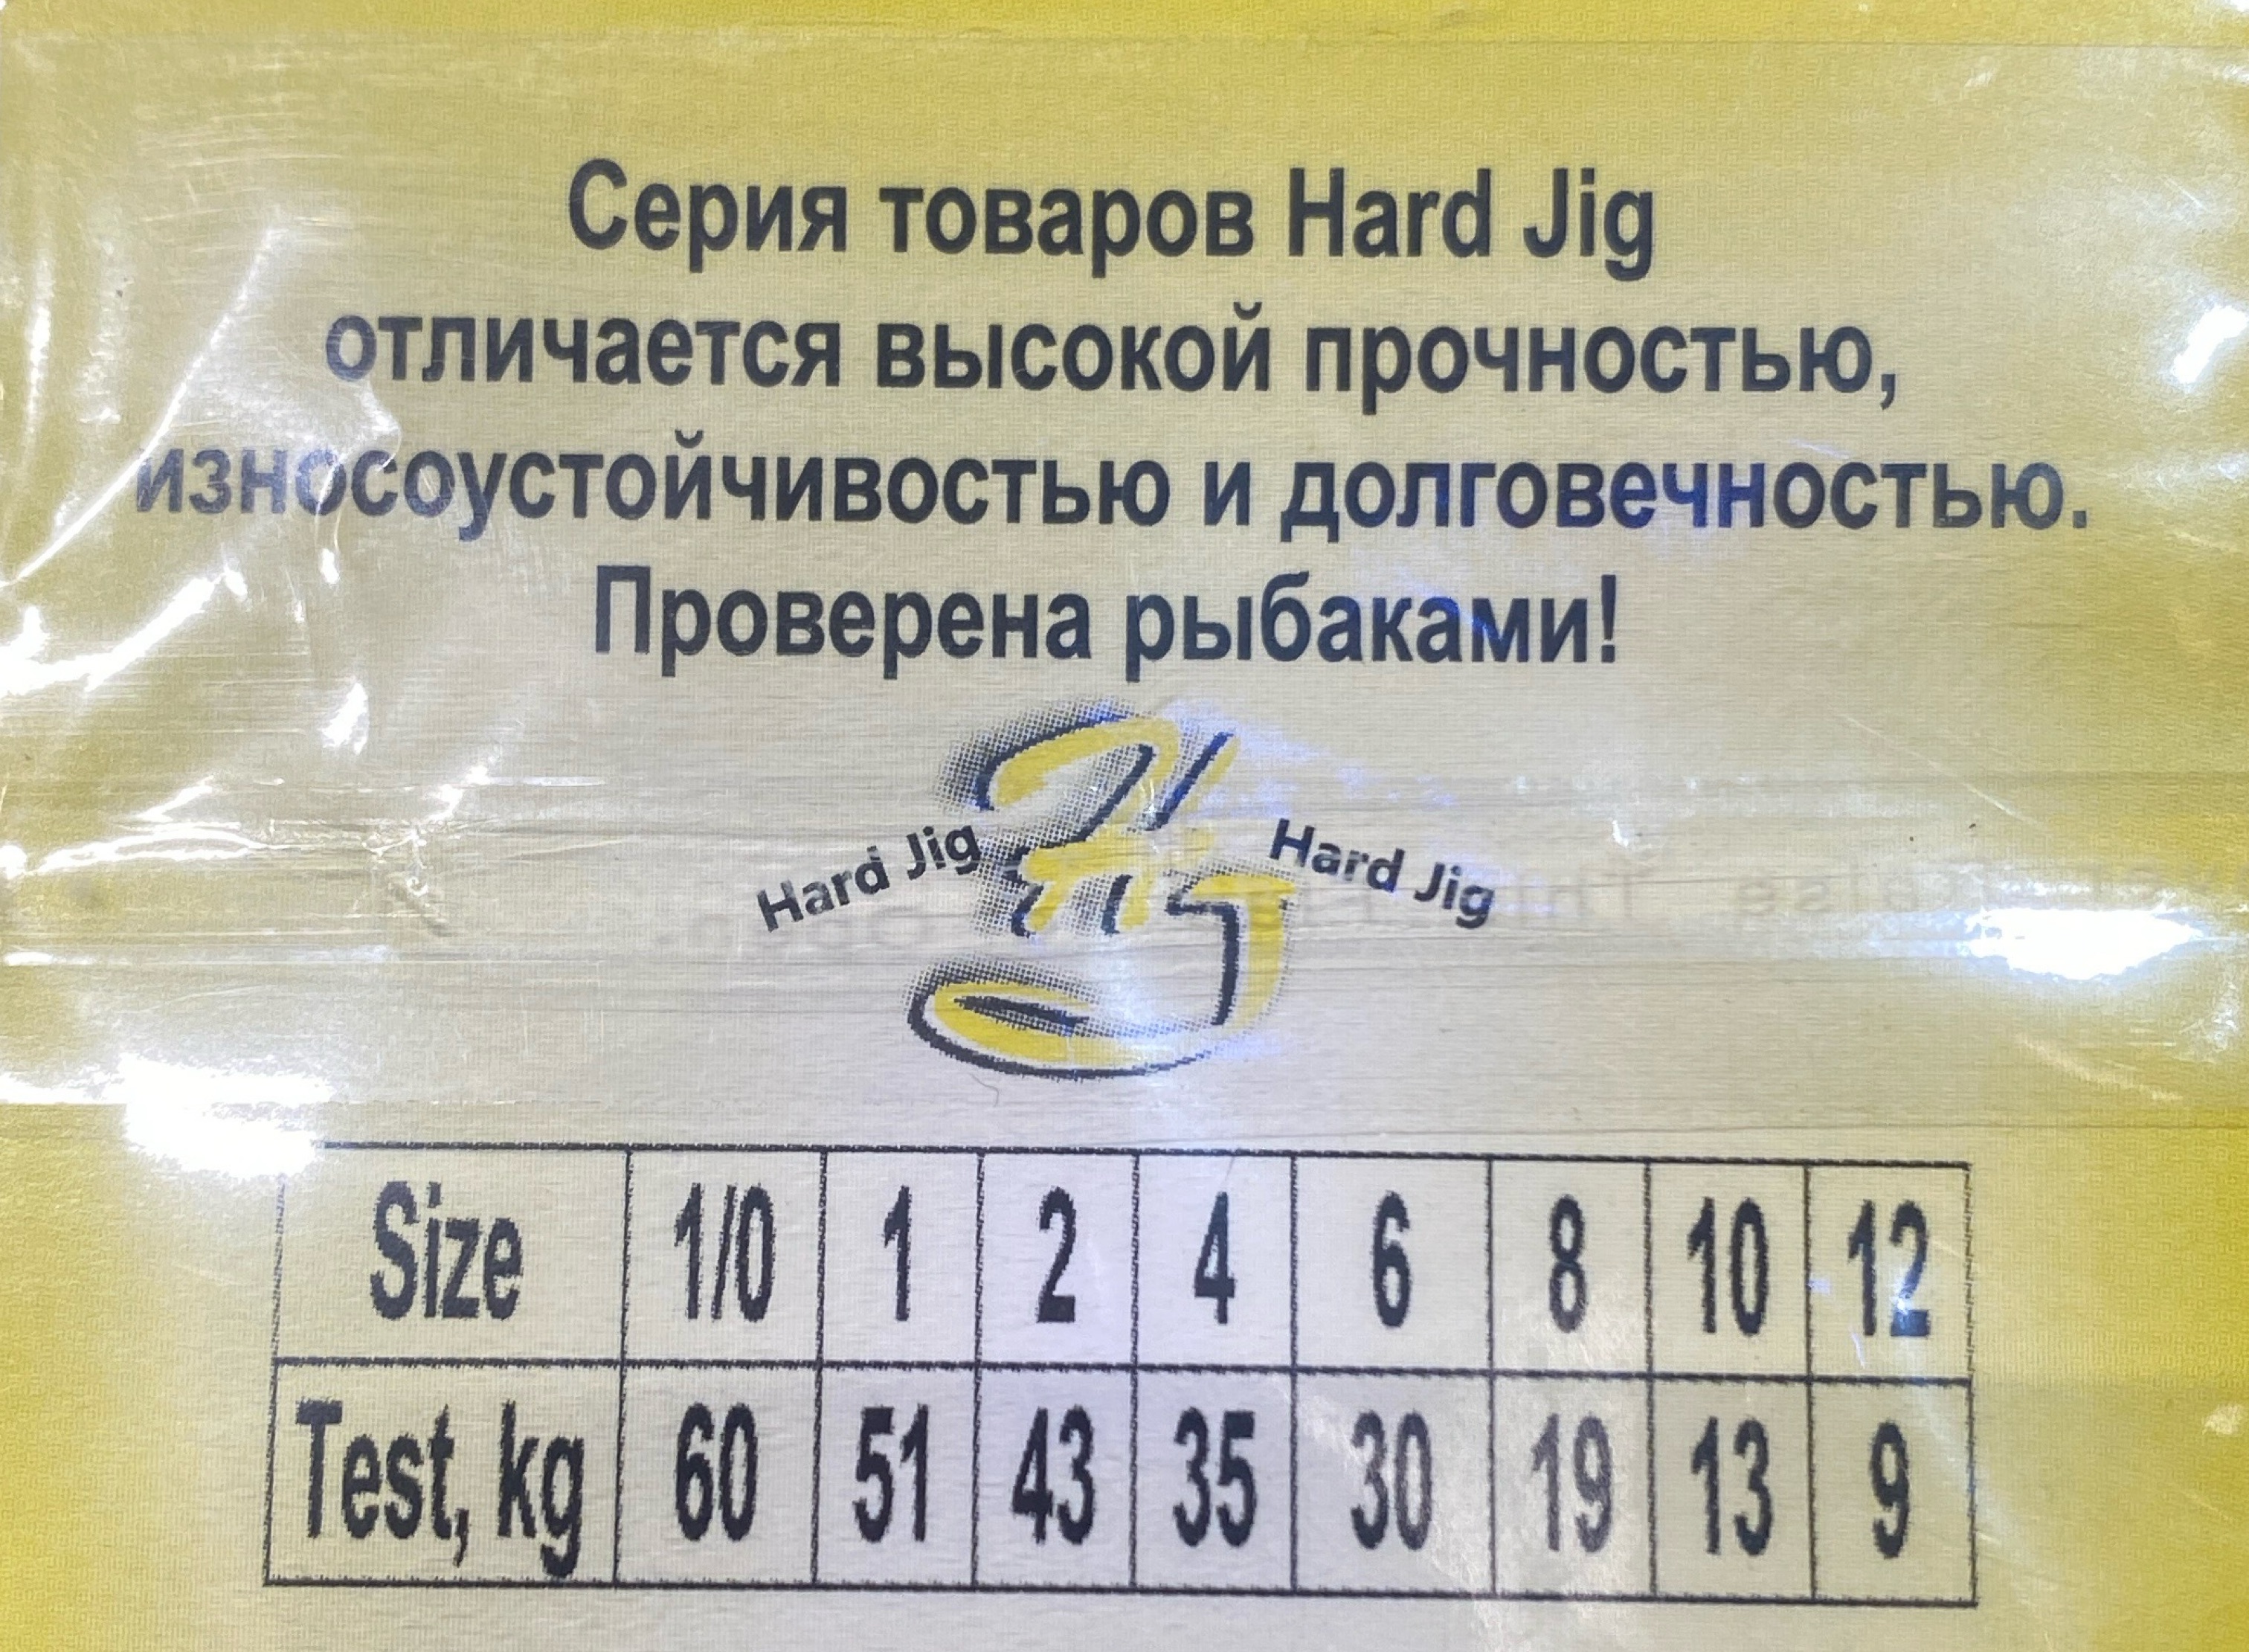 Серия товаров Hard Jig
отличается высокой прочностью,
износоустойчивостью и долговечностью.
Проверена рыбаками!
Hard Jig HJ Hard Jig
Size 1/0 1 2 4 6 8 10 12
Test, kg 60 51 43 35 30 19 13 9